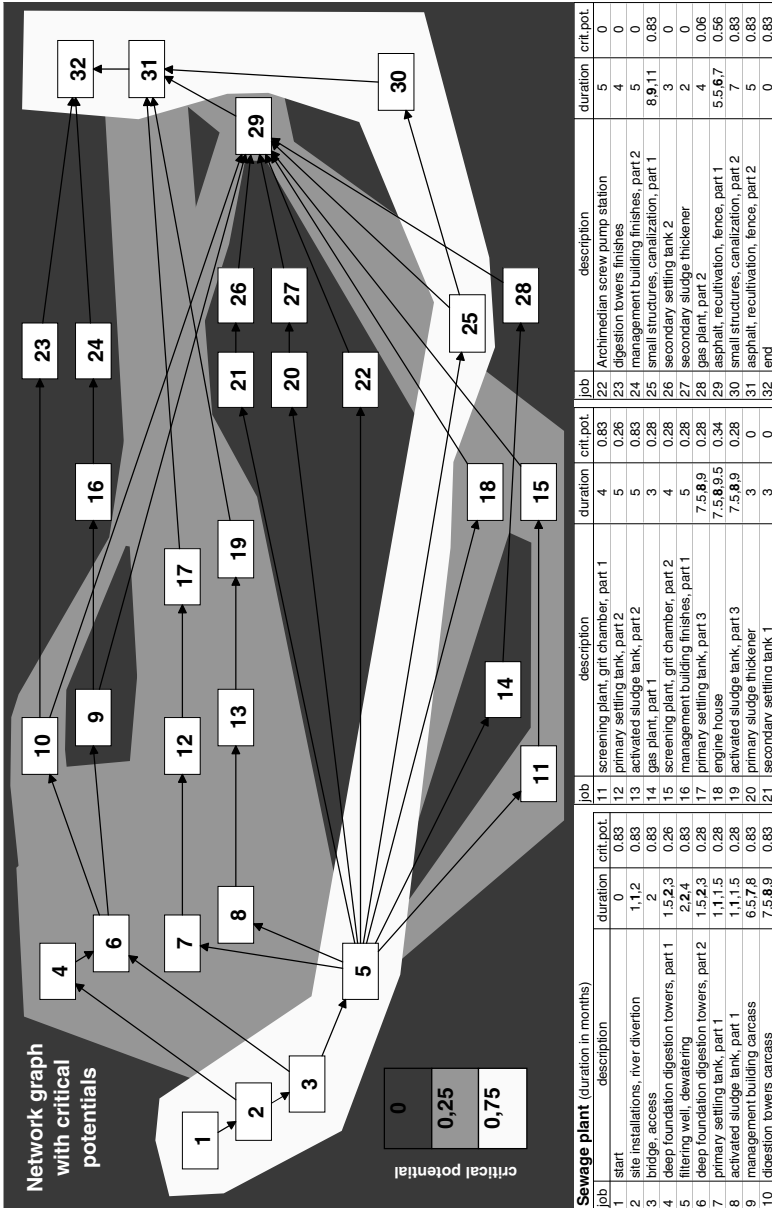 Network graph
with critical
potentials
1
2
3
4
5
6
7
8
9
10
11
12
13
14
15
16
17
18
19
20
21
22
23
24
25
26
27
28
29
30
31
32
critical potential
0
0,25
0,75
Sewage plant (duration in months)
job description duration crit.pot.
1 start 0 0.83
2 site installations, river divertion 1,1,2 0.83
3 bridge, access 2 0.83
4 deep foundation digestion towers, part 1 1.5,2,3 0.26
5 filtering well, dewatering 2,2,4 0.83
6 deep foundation digestion towers, part 2 1.5,2,3 0.28
7 primary settling tank, part 1 1,1,1.5 0.28
8 activated sludge tank, part 1 1,1,1.5 0.28
9 management building carcass 6.5,7,8 0.83
10 digestion towers carcass 7.5,8,9 0.83
job description duration crit.pot.
11 screening plant, grit chamber, part 1 4 0.83
12 primary settling tank, part 2 5 0.26
13 activated sludge tank, part 2 5 0.83
14 gas plant, part 1 3 0.28
15 screening plant, grit chamber, part 2 4 0.28
16 management building finishes, part 1 5 0.28
17 primary settling tank, part 3 7.5,8,9 0.28
18 engine house 7.5,8,9.5 0.34
19 activated sludge tank, part 3 7.5,8,9 0.28
20 primary sludge thickener 3 0
21 secondary settling tank 1 3 0
job description duration crit.pot.
22 Archimedian screw pump station 5 0
23 digestion towers finishes 4 0
24 management building finishes, part 2 5 0
25 small structures, canalization, part 1 8,9,11 0.83
26 secondary settling tank 2 3 0
27 secondary sludge thickener 2 0
28 gas plant, part 2 4 0.06
29 asphalt, recultivation, fence, part 1 5.5,6,7 0.56
30 small structures, canalization, part 2 7 0.83
31 asphalt, recultivation, fence, part 2 5 0.83
32 end 0 0.83